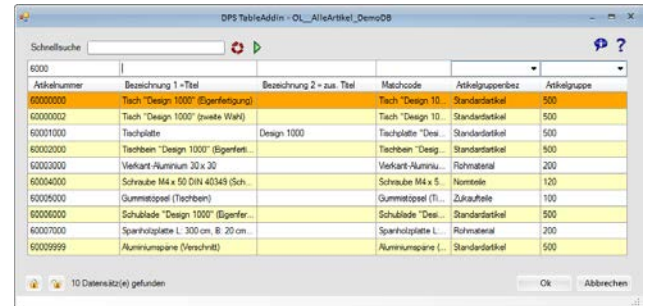 DPS TableAddin - OL__AlleArtikel_DemoDB
Schnellsuche
6000
Artikelnummer Bezeichnung 1 =Titel Bezeichnung 2 = zus. Titel Matchcode Artikelgruppenbez Artikelgruppe
60000000 Tisch "Design 1000" (Eigenfertigung) Tisch "Design 10... Standardartikel 500
60000002 Tisch "Design 1000" (zweite Wahl) Tisch "Design 10... Standardartikel 500
60001000 Tischplatte Design 1000 Tischplatte "Desi... Standardartikel 500
60002000 Tischbein "Design 1000" (Eigenferti... Tischbein "Desig... Standardartikel 500
60003000 Vierkant-Aluminium 30 x 30 Vierkant-Aluminiu... Rohmaterial 200
60004000 Schraube M4 x 50 DIN 40349 (Sch... Schraube M4 x 5... Normteile 120
60005000 Gummistöpsel (Tischbein) Gummistöpsel (Ti... Zukaufteile 100
60006000 Schublade "Design 1000" (Eigenfer... Schublade "Desi... Standardartikel 500
60007000 Spanholzplatte L: 300 cm, B: 20 cm... Spanholzplatte L:... Rohmaterial 200
60009999 Aluminiumspäne (Verschnitt) Aluminiumspäne (... Standardartikel 500
10 Datensätz(e) gefunden Ok Abbrechen